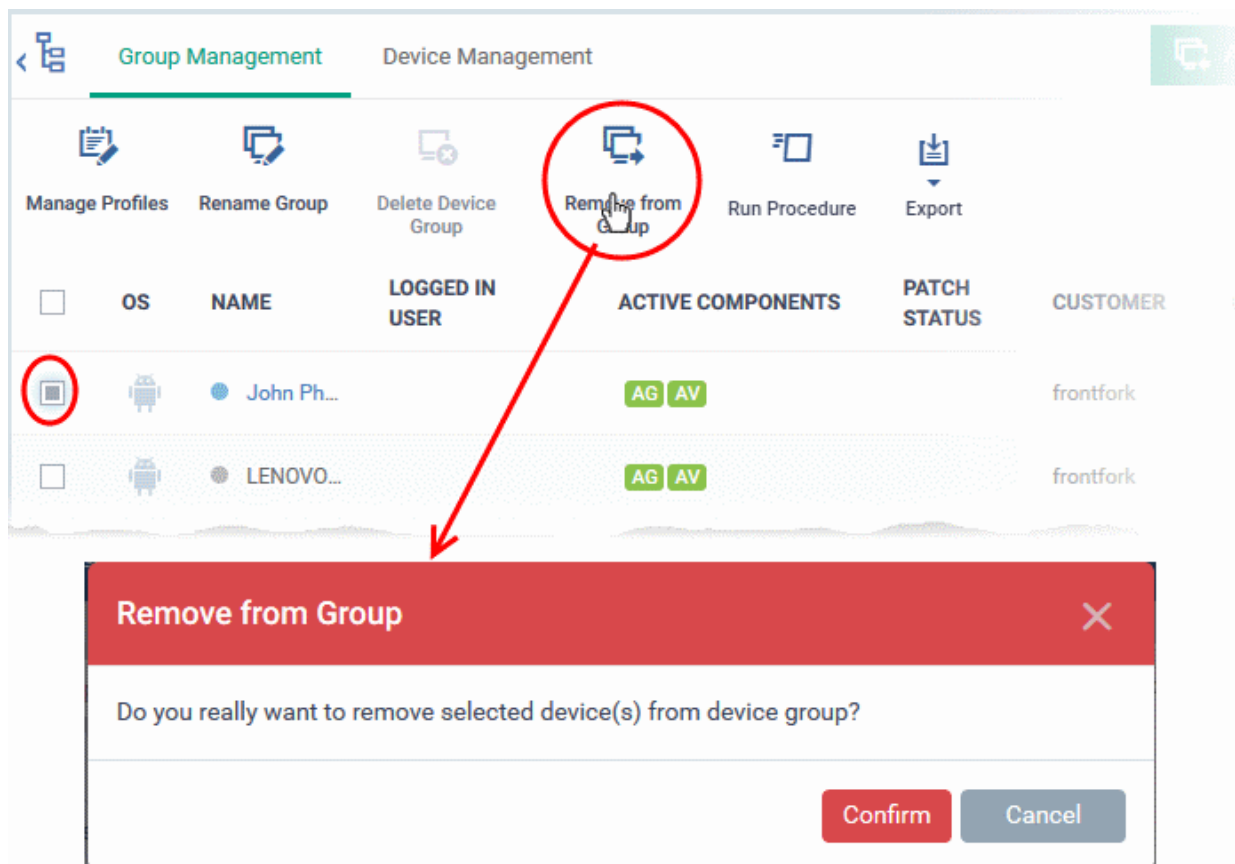 Group Management Device Management
Manage Profiles Rename Group Delete Device Remove from Run Procedure Export
Group Group
OS NAME LOGGED IN ACTIVE COMPONENTS PATCH CUSTOMER
USER STATUS
John Ph... AG AV frontfork
LENOVO... AG AV frontfork
Remove from Group
Do you really want to remove selected device(s) from device group?
Confirm Cancel